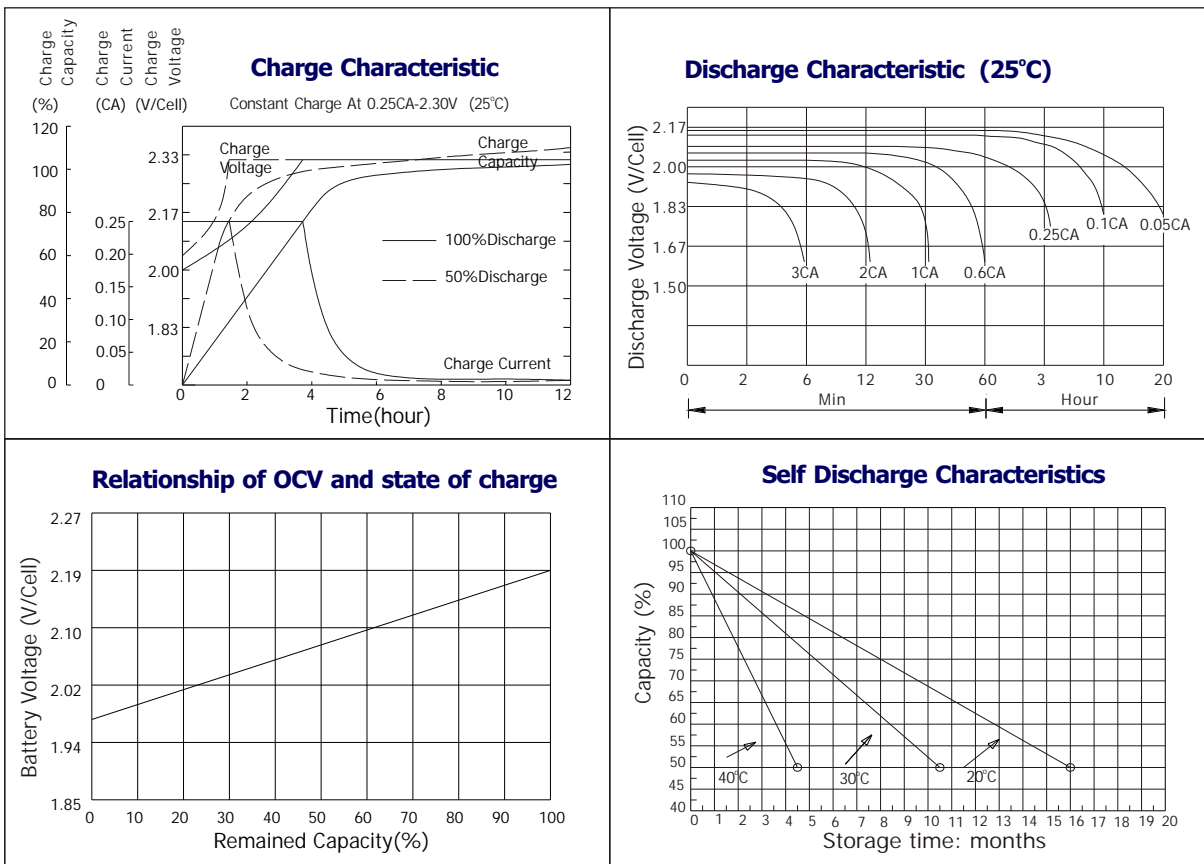 Charge
Capacity
Charge
Current
Charge
Voltage
(%)
(CA)
(V/Cell)
Charge Characteristic
Constant Charge At 0.25CA-2.30V (25°C)
120
100
80
60
40
20
0
0.25
0.20
0.15
0.10
0.05
0
2.33
2.17
2.00
1.83
Charge
Voltage
Charge
Capacity
100%Discharge
50%Discharge
Charge Current
0 2 4 6 8 10 12
Time(hour)
Discharge Characteristic (25°C)
Discharge Voltage (V/Cell)
2.17
2.00
1.83
1.67
1.50
3CA
2CA
1CA
0.6CA
0.25CA
0.1CA
0.05CA
0 2 6 12 30 60 3 10 20
Min
Hour
Relationship of OCV and state of charge
Battery Voltage (V/Cell)
2.27
2.19
2.10
2.02
1.94
1.85
0 10 20 30 40 50 60 70 80 90 100
Remained Capacity(%)
Self Discharge Characteristics
Capacity (%)
110
105
100
95
90
85
80
75
70
65
60
55
50
45
40
40°C
30°C
20°C
0 1 2 3 4 5 6 7 8 9 10 11 12 13 14 15 16 17 18 19 20
Storage time: months